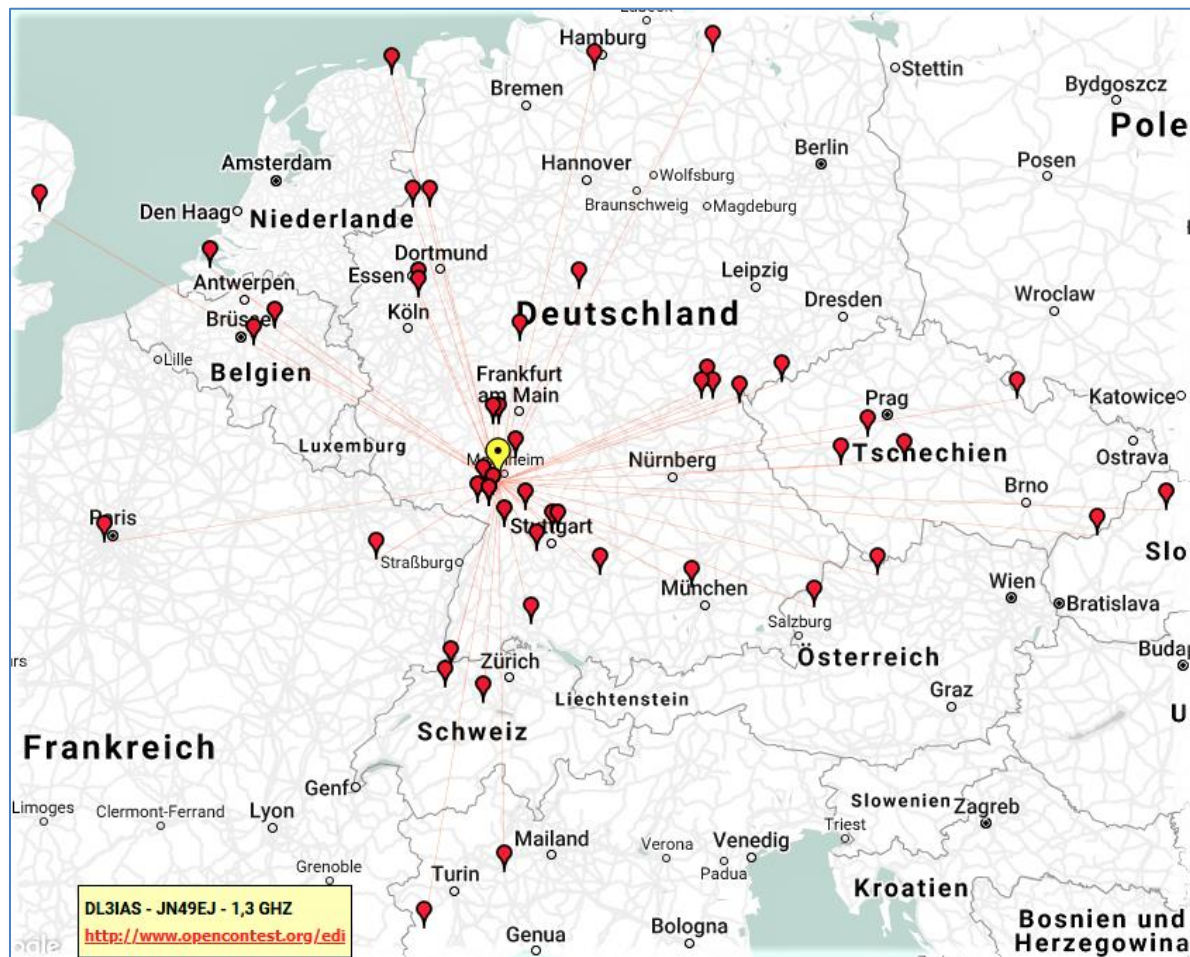 Lübeck
Hamburg
Stettin
Bremen
Bydgoszcz
Pole
Amsterdam
Hannover
Berlin
Posen
Wolfsburg
Braunschweig
Magdeburg
Den Haag
Niederlande
Dortmund
Essen
Leipzig
Antwerpen
Wroclaw
Dresden
Deutschland
Köln
Brüssel
Lille
Belgien
Frankfurt
am Main
Katowice
Prag
Luxemburg
Tschechien
Nürnberg
Ostrava
Brno
Paris
Stuttgart
Slo
Straßburg
Wien
München
Bratislava
Salzburg
Österreich
Budap
Zürich
Liechtenstein
Graz
U
Schweiz
Frankreich
Genf
Slowenien
Limoges
Clermont-Ferrand
Lyon
Zagreb
Triest
Mailand
Verona
Venedig
Padua
Grenoble
Turin
Kroatien
DL3IAS - JN49EJ - 1,3 GHZ
http://www.opencontest.org/edi
Bologna
Genua
Bosnien und
Herzegowina